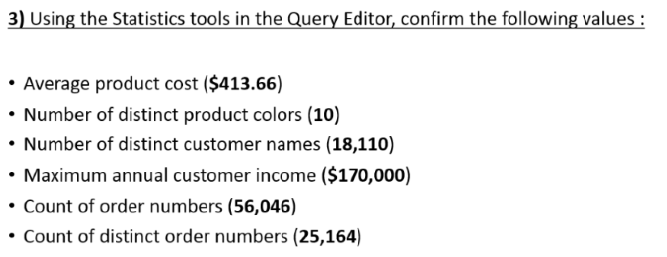 3) Using the Statistics tools in the Query Editor, confirm the following values :
• Average product cost ($413.66)
• Number of distinct product colors (10)
• Number of distinct customer names (18,110)
• Maximum annual customer income ($170,000)
• Count of order numbers (56,046)
• Count of distinct order numbers (25,164)